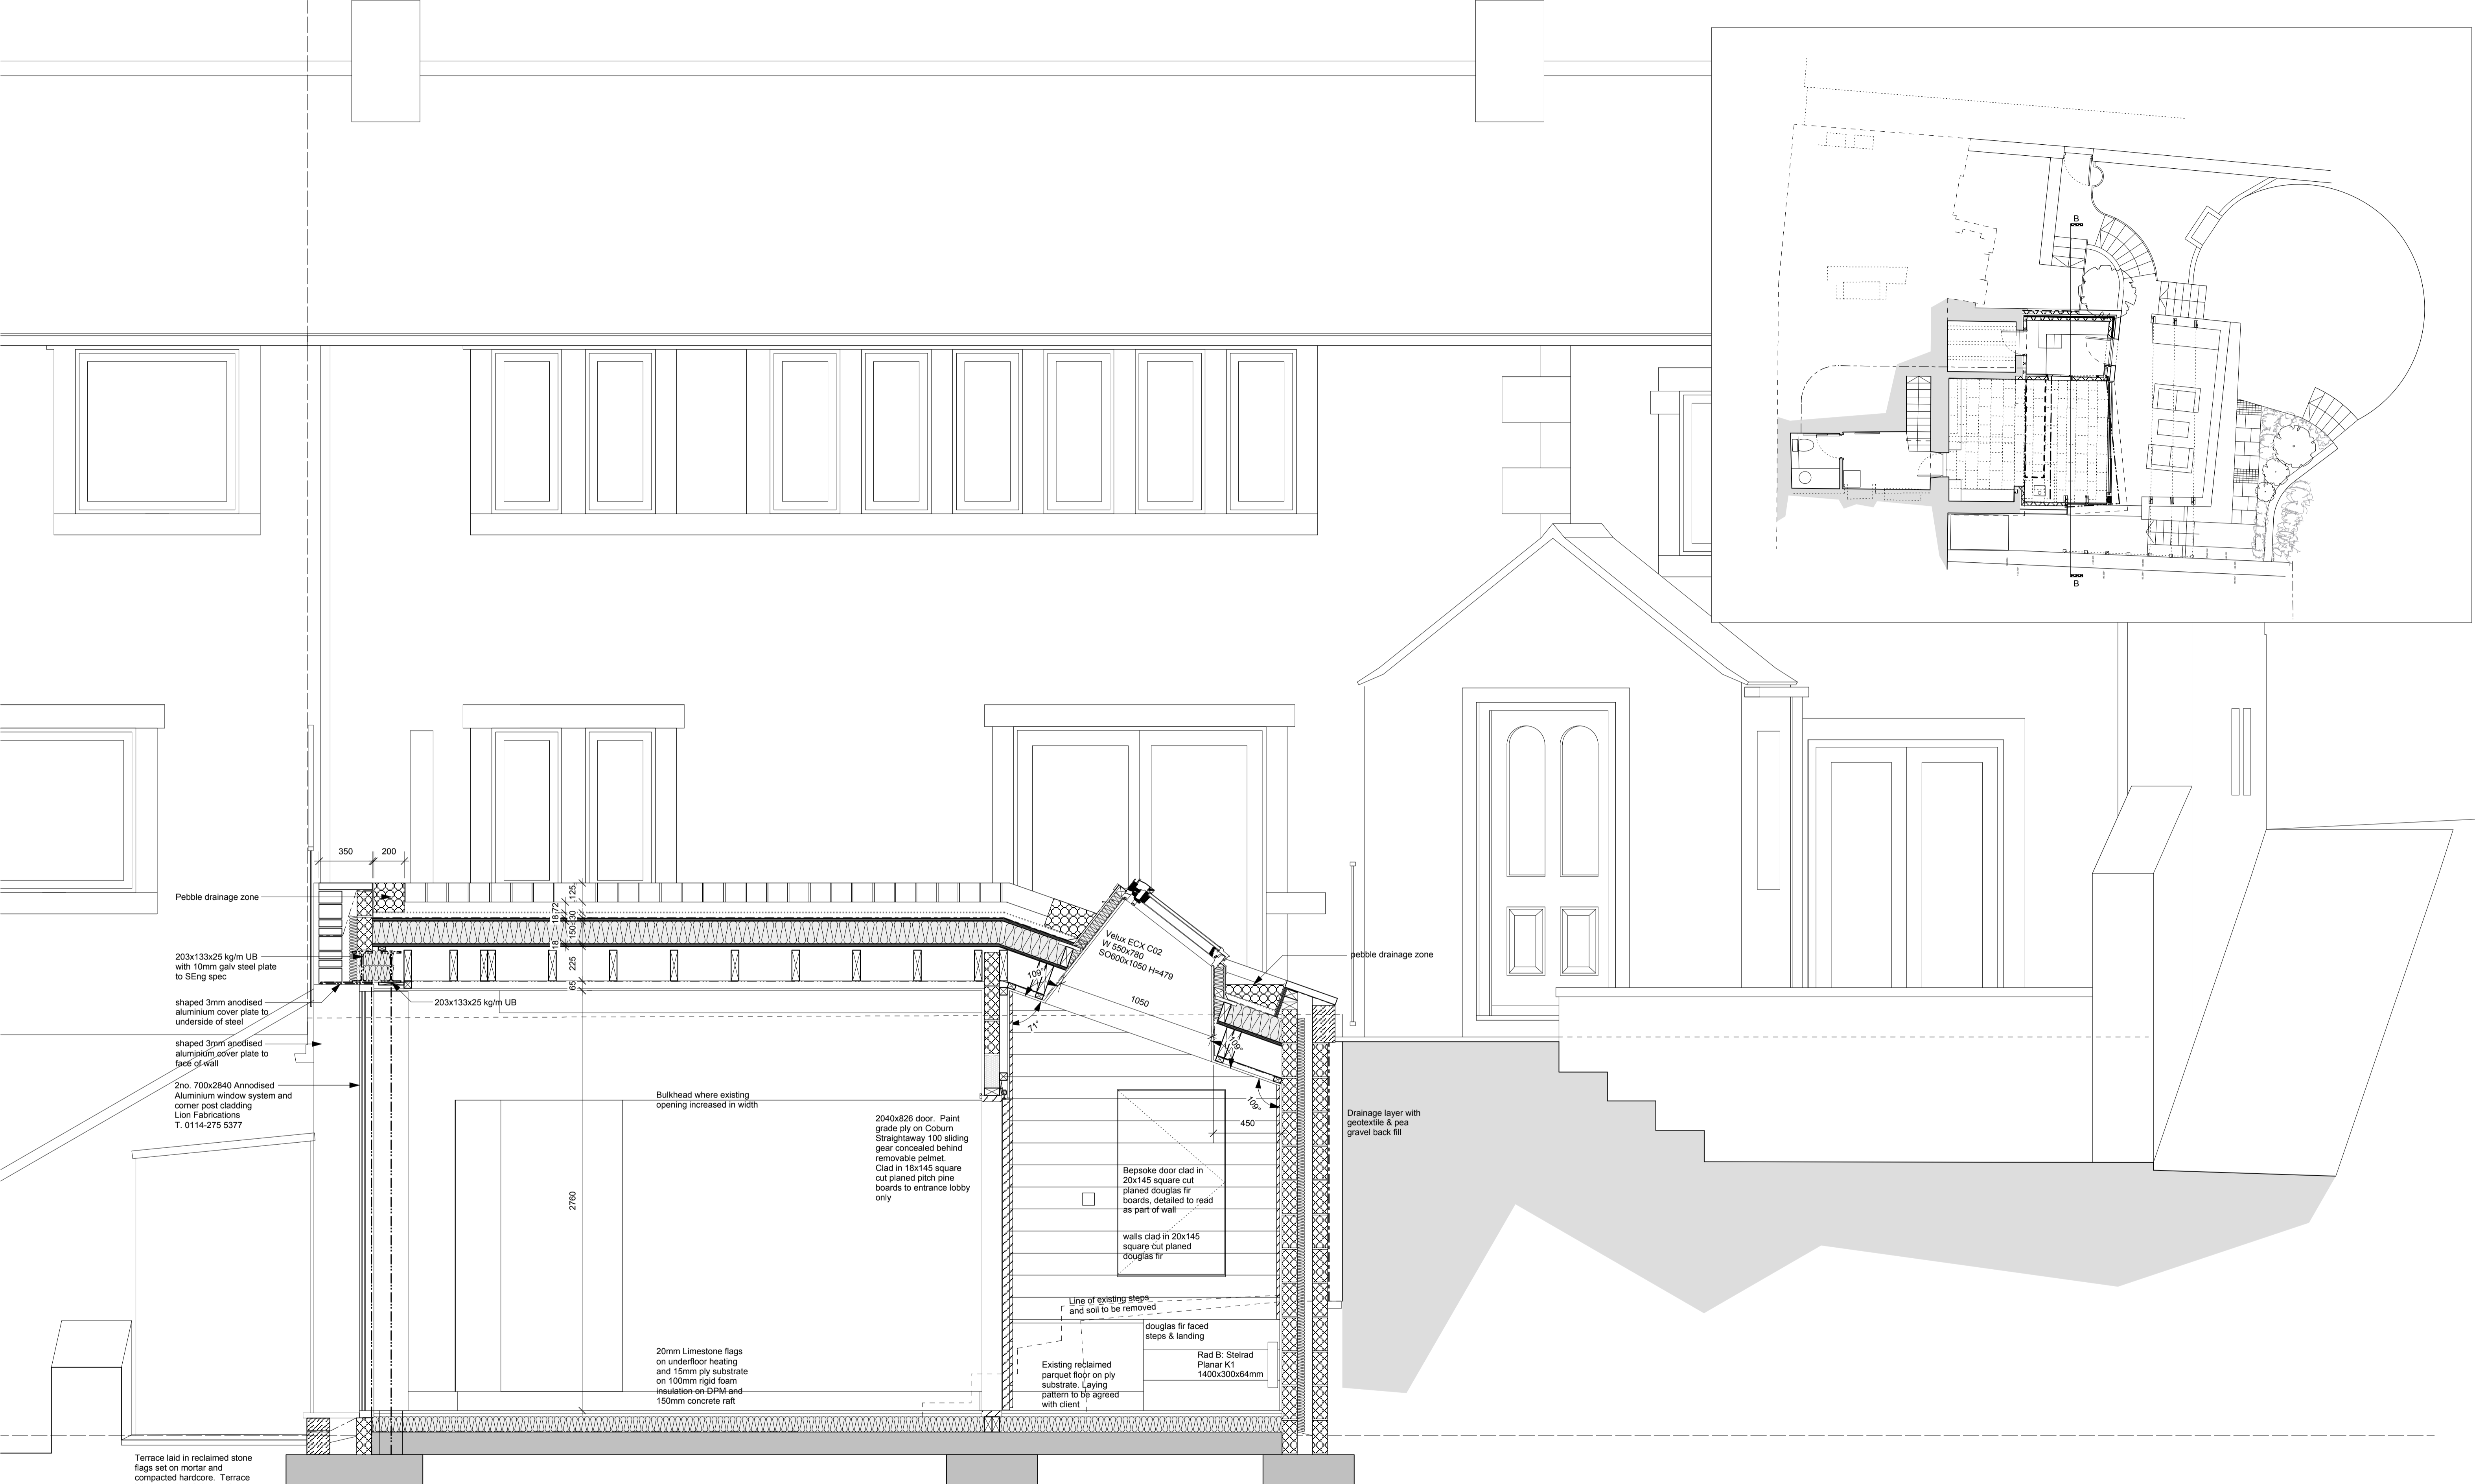 B
B
350
200
Pebble drainage zone
125
72
30
18
150
18
225
65
203x133x25 kg/m UB
with 10mm galv steel plate
to SEng spec
shaped 3mm anodised
aluminium cover plate to
underside of steel
203x133x25 kg/m UB
shaped 3mm anodised
aluminium cover plate to
face of wall
2no. 700x2840 Annodised
Aluminium window system and
corner post cladding
Lion Fabrications
T. 0114-275 5377
Velux ECX C02
W 550x780
SO600x1050 H=479
109°
1050
71°
109°
109°
450
pebble drainage zone
Bulkhead where existing
opening increased in width
2040x826 door.  Paint
grade ply on Coburn
Straightaway 100 sliding
gear concealed behind
removable pelmet.
Clad in 18x145 square
cut planed pitch pine
boards to entrance lobby
only
Drainage layer with
geotextile & pea
gravel back fill
2760
Bepsoke door clad in
20x145 square cut
planed douglas fir
boards, detailed to read
as part of wall
walls clad in 20x145
square cut planed
douglas fir
Line of existing steps
and soil to be removed
douglas fir faced
steps & landing
20mm Limestone flags
on underfloor heating
and 15mm ply substrate
on 100mm rigid foam
insulation on DPM and
150mm concrete raft
Existing reclaimed
parquet floor on ply
substrate. Laying
pattern to be agreed
with client
Rad B: Stelrad
Planar K1
1400x300x64mm
Terrace laid in reclaimed stone
flags set on mortar and
compacted hardcore.  Terrace